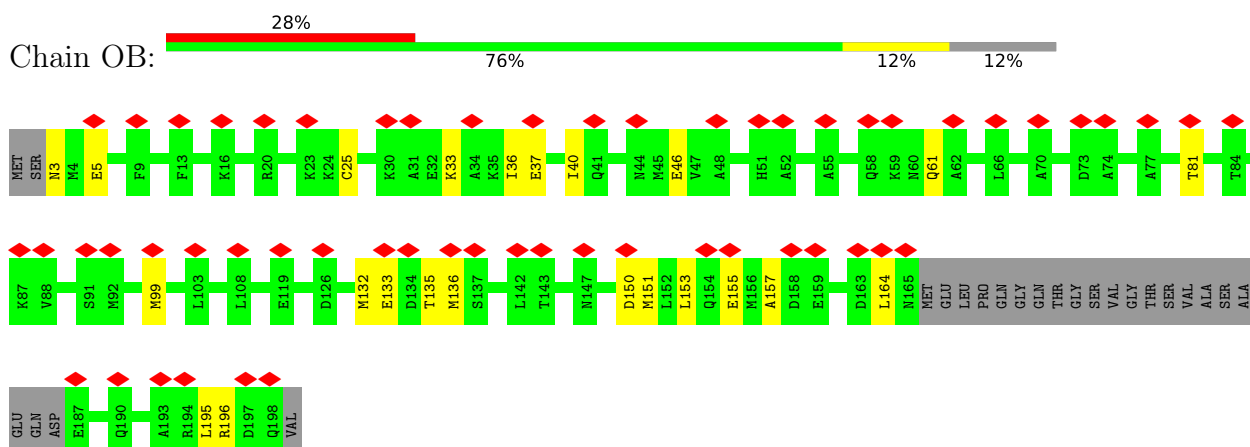 28%
Chain OB:
76% 12% 12%
MET SER N3 M4 E5 F9 F13 K16 R20 K23 K24 C25 K30 A31 E32 K33 A34 K35 I36 E37 I40 Q41 N44 M45 E46 V47 A48 H51 A52 A55 Q58 K59 N60 Q61 A62 L66 A70 D73 A74 A77 T81 T84
K87 V88 S91 M92 M99 L103 L108 E119 D126 M132 E133 D134 T135 M136 S137 L142 T143 N147 D150 M151 L152 L153 Q154 E155 M156 A157 D158 E159 D163 L164 N165 MET GLU LEU PRO GLN GLY GLN THR GLY SER VAL GLY THR SER VAL ALA SER ALA
GLU GLN ASP E187 Q190 A193 R194 L195 R196 D197 Q198 VAL